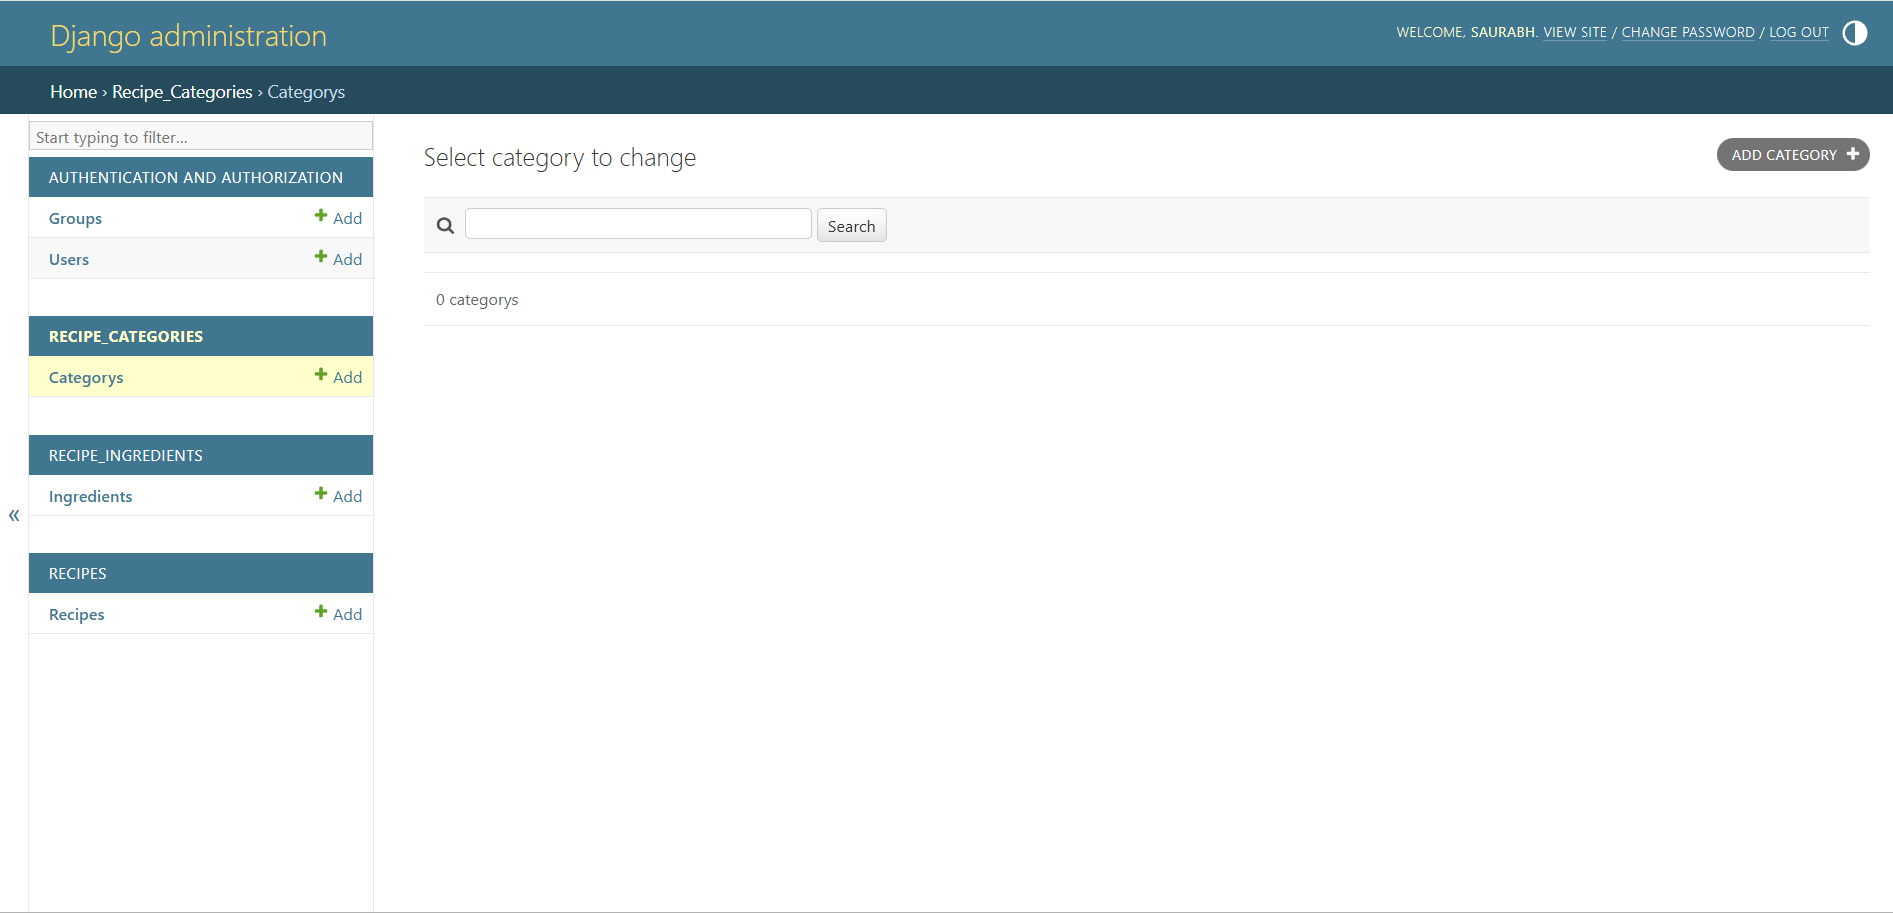 Django administration
WELCOME, SAURABH. VIEW SITE / CHANGE PASSWORD / LOG OUT
Home › Recipe_Categories › Categorys
Start typing to filter...
AUTHENTICATION AND AUTHORIZATION
Groups + Add
Users + Add
RECIPE_CATEGORIES
Categorys + Add
RECIPE_INGREDIENTS
Ingredients + Add
RECIPES
Recipes + Add
«
Select category to change
ADD CATEGORY +
Search
0 categorys